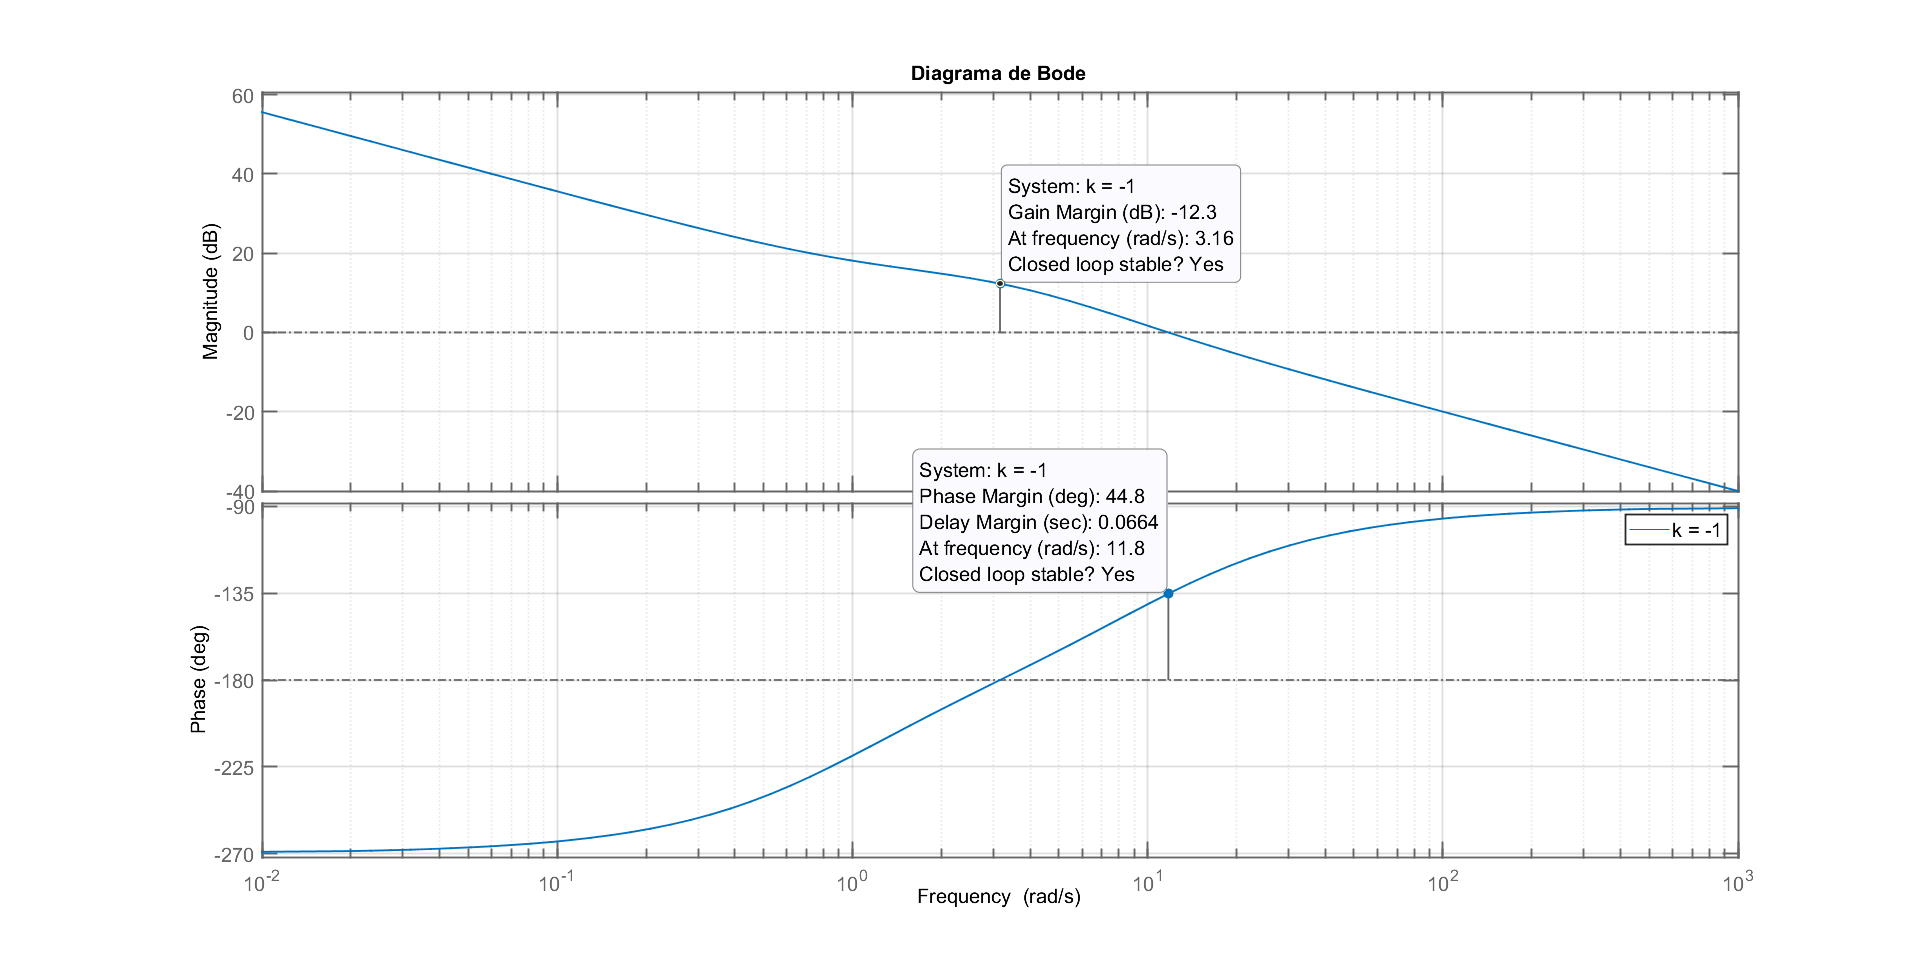 Diagrama de Bode
60
40
20
0
-20
-40
Magnitude (dB)
System: k = -1
Gain Margin (dB): -12.3
At frequency (rad/s): 3.16
Closed loop stable? Yes
System: k = -1
Phase Margin (deg): 44.8
Delay Margin (sec): 0.0664
At frequency (rad/s): 11.8
Closed loop stable? Yes
k = -1
-90
-135
-180
-225
-270
Phase (deg)
10^-2 10^-1 10^0 10^1 10^2 10^3
Frequency (rad/s)